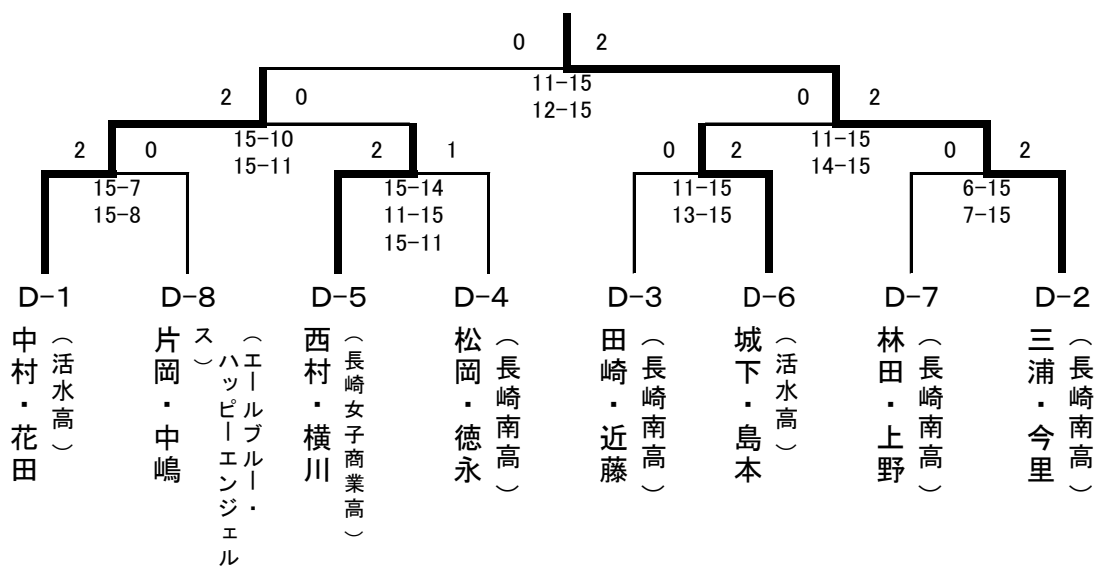 0
2
11-15
12-15
2
0
15-10
15-11
0
2
11-15
14-15
2
0
15-7
15-8
2
1
15-14
11-15
15-11
0
2
11-15
13-15
0
2
6-15
7-15
D-1
D-8
D-5
D-4
D-3
D-6
D-7
D-2
中村・花田
（活水高）
片岡・中嶋
（エールブルー・
ハッピーエンジェル
ス）
西村・横川
（長崎女子商業高）
松岡・徳永
（長崎南高）
田崎・近藤
（長崎南高）
城下・島本
（活水高）
林田・上野
（長崎南高）
三浦・今里
（長崎南高）